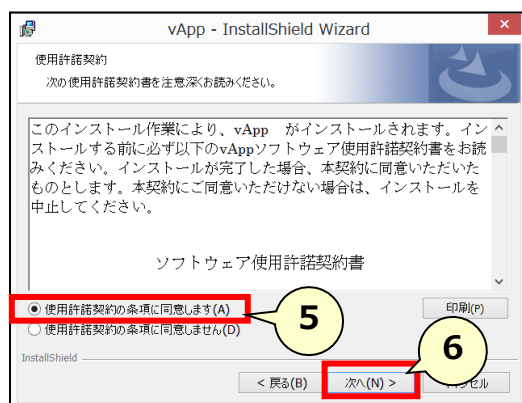 vApp - InstallShield Wizard
使用許諾契約
次の使用許諾契約書を注意深くお読みください。
このインストール作業により、vApp がインストールされます。イン
ストールする前に必ず以下のvAppソフトウェア使用許諾契約書をお読
みください。インストールが完了した場合、本契約に同意いただいた
ものとします。本契約にご同意いただけない場合は、インストールを
中止してください。
ソフトウェア使用許諾契約書
使用許諾契約の条項に同意します(A)
5
印刷(P)
使用許諾契約の条項に同意しません(D)
6
InstallShield
< 戻る(B)
次へ(N) >